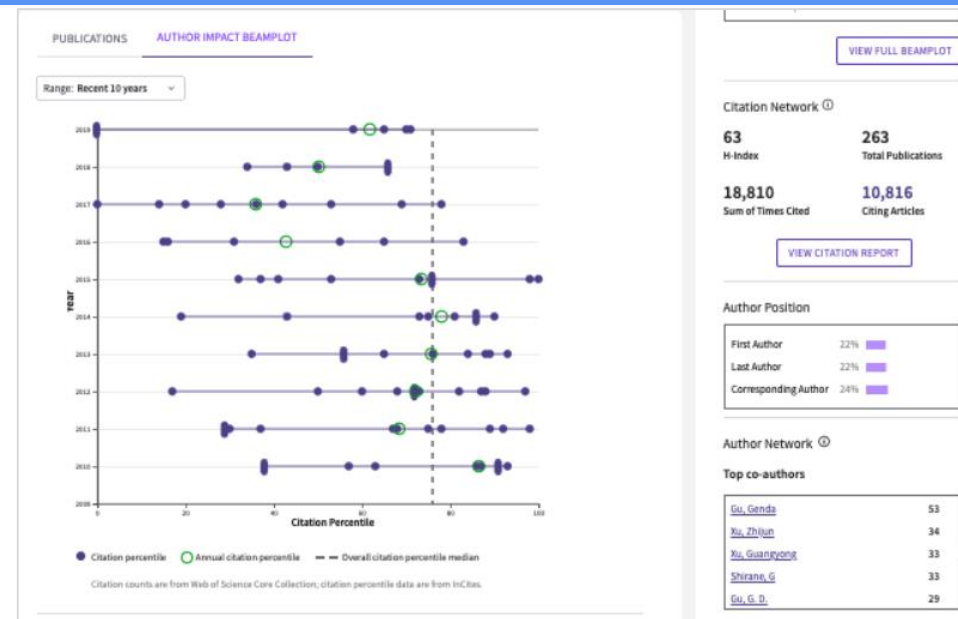 PUBLICATIONS
AUTHOR IMPACT BEAMPLOT
Range: Recent 10 years
2019
2018
2017
2016
2015
2014
2013
2012
2011
2010
2009
Year
0 20 40 60 80 100
Citation Percentile
Citation percentile Annual citation percentile Overall citation percentile median
Citation counts are from Web of Science Core Collection; citation percentile data are from InCites.
VIEW FULL BEAMPLOT
Citation Network
63 263
H-Index Total Publications
18,810 10,816
Sum of Times Cited Citing Articles
VIEW CITATION REPORT
Author Position
First Author 22%
Last Author 22%
Corresponding Author 24%
Author Network
Top co-authors
Gu, Genda 53
Xu, Zhijun 34
Xu, Guangyong 33
Shirane, G 33
Gu, G. D. 29